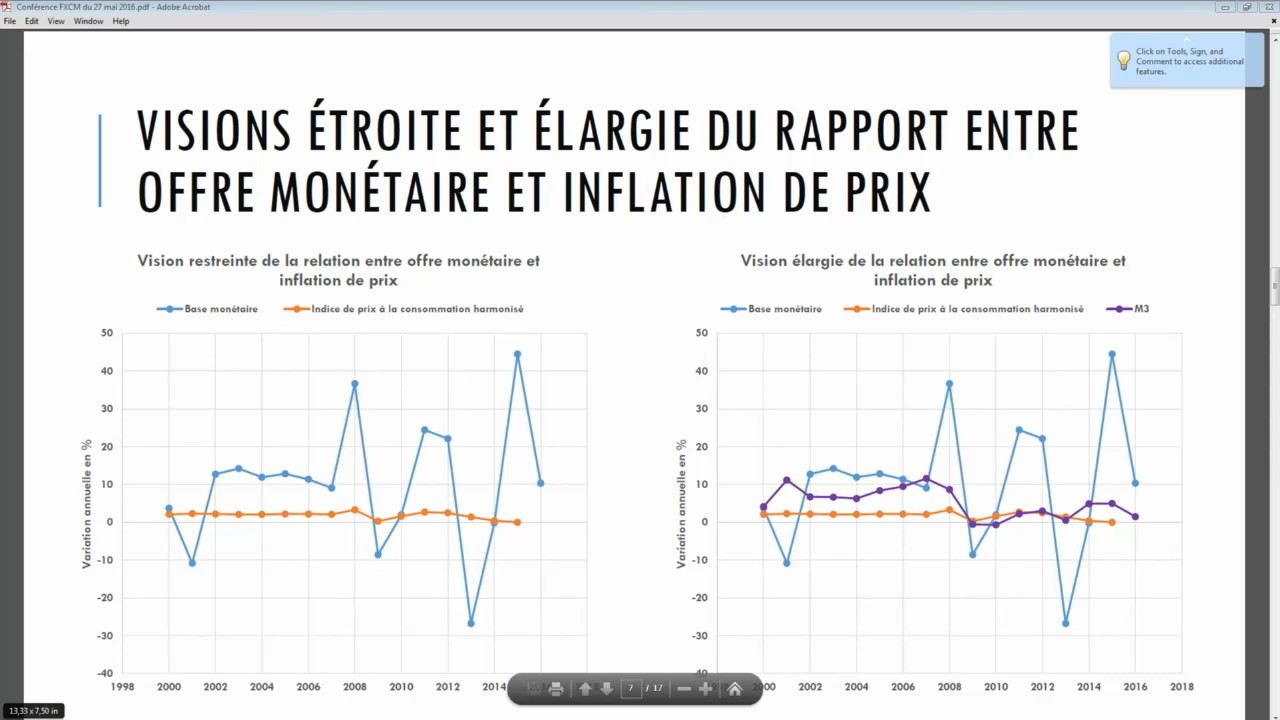 Conférence FXCM du 27 mai 2016.pdf - Adobe Acrobat
File Edit View Window Help
Click on Tools, Sign, and
Comment to access additional
features.
VISIONS ÉTROITE ET ÉLARGIE DU RAPPORT ENTRE
OFFRE MONÉTAIRE ET INFLATION DE PRIX
Vision restreinte de la relation entre offre monétaire et
inflation de prix
Base monétaire Indice de prix à la consommation harmonisé
Variation annuelle en %
50
40
30
20
10
0
-10
-20
-30
-40
1998 2000 2002 2004 2006 2008 2010 2012 2014
Vision élargie de la relation entre offre monétaire et
inflation de prix
Base monétaire Indice de prix à la consommation harmonisé M3
Variation annuelle en %
50
40
30
20
10
0
-10
-20
-30
-40
2000 2002 2004 2006 2008 2010 2012 2014 2016 2018
7 / 17
13,33 x 7,50 in